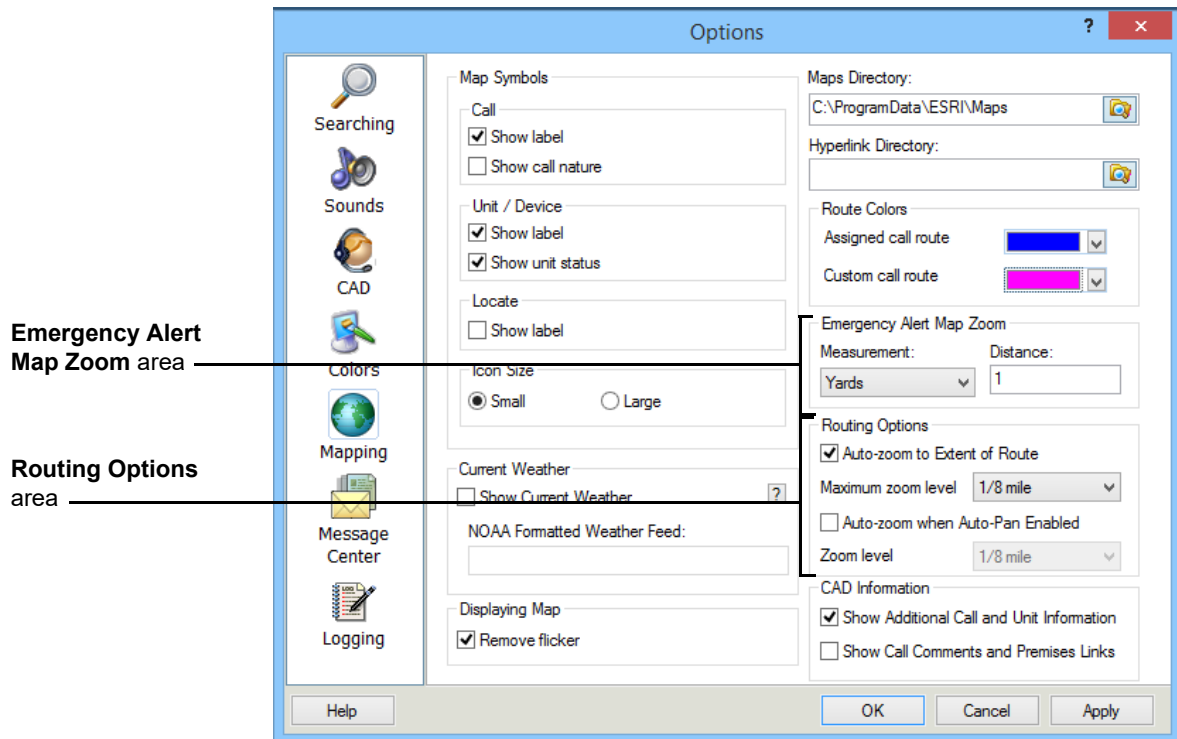 Options
?
Searching
Sounds
CAD
Colors
Mapping
Message
Center
Logging
Emergency Alert
Map Zoom area
Routing Options
area
Map Symbols
Call
Show label
Show call nature
Unit / Device
Show label
Show unit status
Locate
Show label
Icon Size
Small
Large
Current Weather
Show Current Weather
?
NOAA Formatted Weather Feed:
Displaying Map
Remove flicker
Maps Directory:
C:\ProgramData\ESRI\Maps
Hyperlink Directory:
Route Colors
Assigned call route
Custom call route
Emergency Alert Map Zoom
Measurement:
Distance:
Yards
1
Routing Options
Auto-zoom to Extent of Route
Maximum zoom level
1/8 mile
Auto-zoom when Auto-Pan Enabled
Zoom level
1/8 mile
CAD Information
Show Additional Call and Unit Information
Show Call Comments and Premises Links
Help
OK
Cancel
Apply